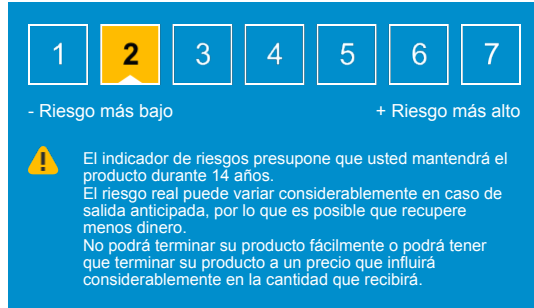 1 2 3 4 5 6 7
- Riesgo más bajo + Riesgo más alto
El indicador de riesgos presupone que usted mantendrá el
producto durante 14 años.
El riesgo real puede variar considerablemente en caso de
salida anticipada, por lo que es posible que recupere
menos dinero.
No podrá terminar su producto fácilmente o podrá tener
que terminar su producto a un precio que influirá
considerablemente en la cantidad que recibirá.